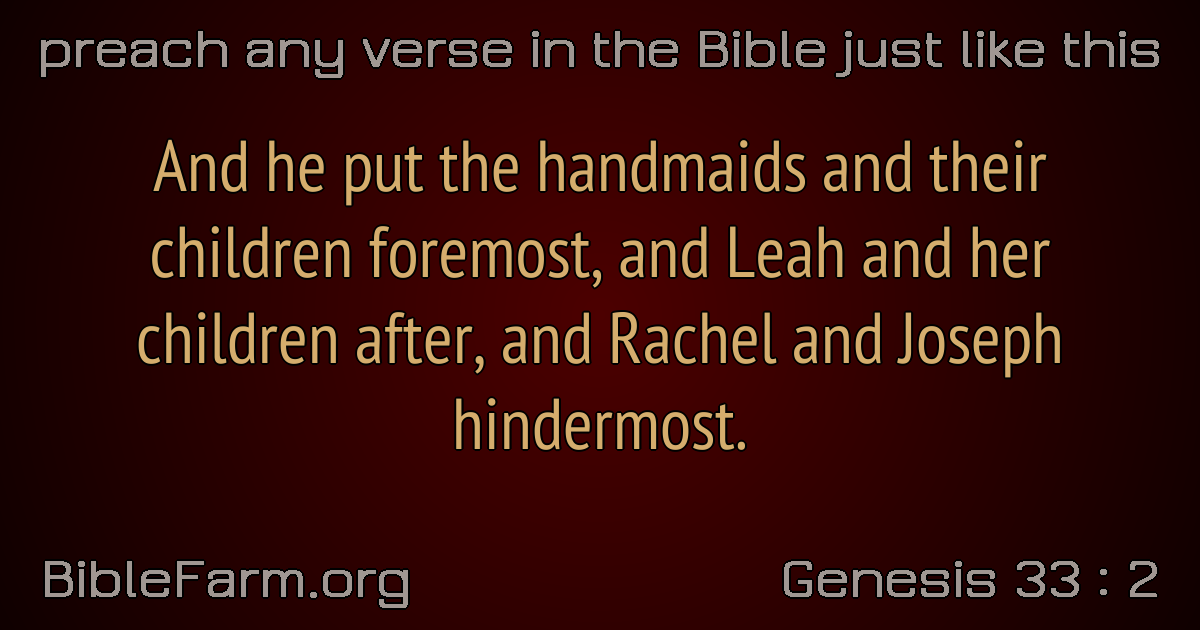 preach any verse in the Bible just like this
And he put the handmaids and their
children foremost, and Leah and her
children after, and Rachel and Joseph
hindermost.
BibleFarm.org
Genesis 33 : 2